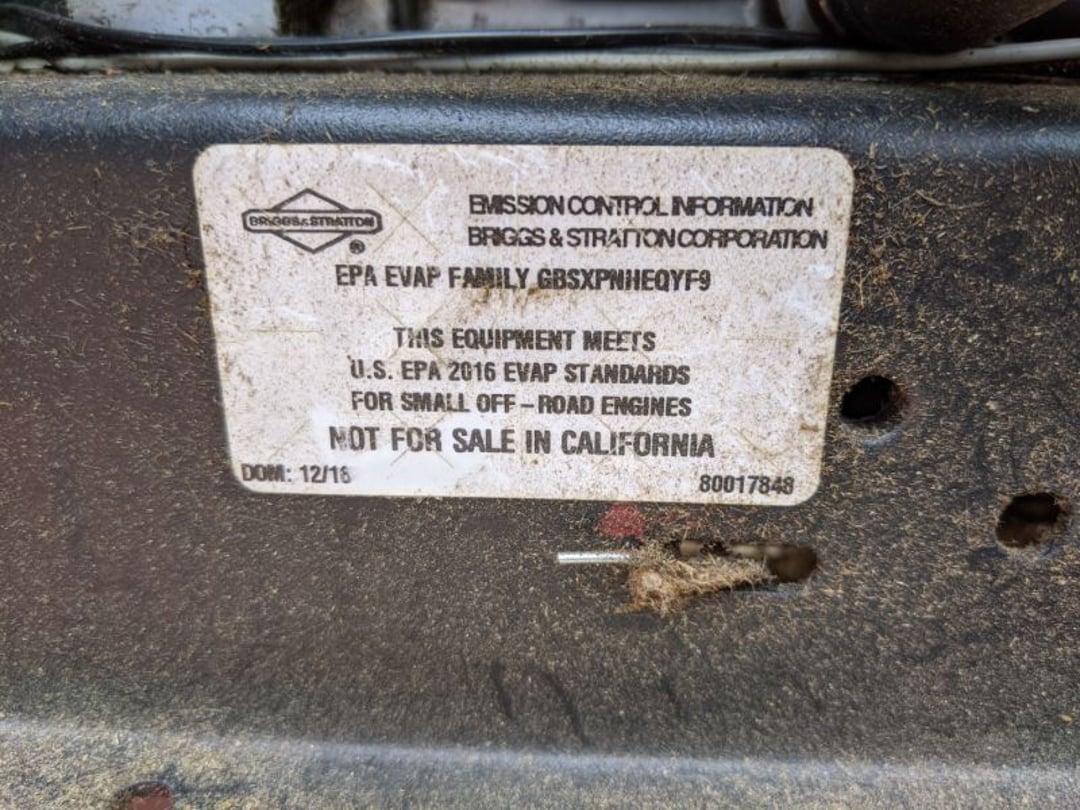 BRIGGS & STRATTON
®
EMISSION CONTROL INFORMATION
BRIGGS & STRATTON CORPORATION
EPA EVAP FAMILY GBSXPNHEQYF9
THIS EQUIPMENT MEETS
U.S. EPA 2016 EVAP STANDARDS
FOR SMALL OFF-ROAD ENGINES
NOT FOR SALE IN CALIFORNIA
DOM: 12/16
80017848